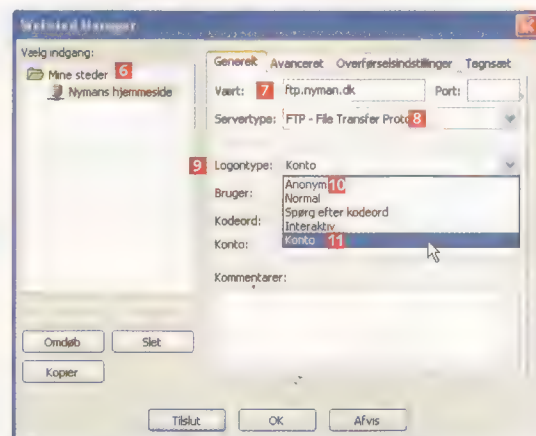 Netsted Manager
Vælg indgang:
Mine steder 6
Nymans hjemmeside
Generelt Avanceret Overførselsindstillinger Tegnsæt
Vært: 7 ftp.nyman.dk Port:
Servertype: FTP - File Transfer Proto 8
9 Logontype: Konto
Anonym 10
Bruger: Normal
Spørg efter kodeord
Kodeord: Interaktiv
Konto: Konto 11
Kommentarer:
Omdøb Slet
Kopier
Tilslut OK Afvis